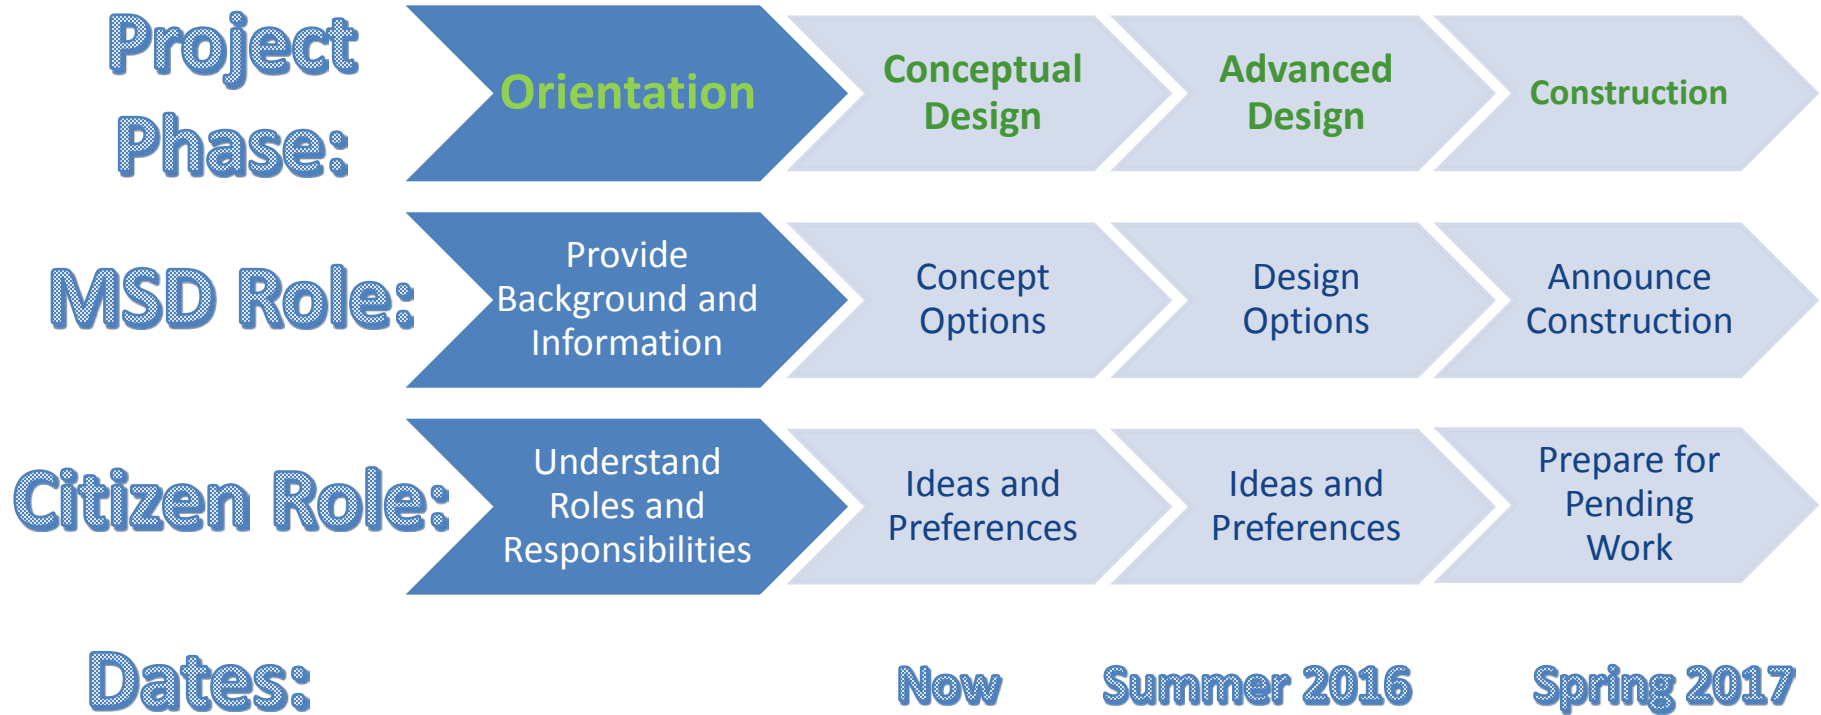 Project
Phase:
Orientation
Conceptual
Design
Advanced
Design
Construction
MSD Role:
Provide
Background and
Information
Concept
Options
Design
Options
Announce
Construction
Citizen Role:
Understand
Roles and
Responsibilities
Ideas and
Preferences
Ideas and
Preferences
Prepare for
Pending
Work
Dates:
Now
Summer 2016
Spring 2017